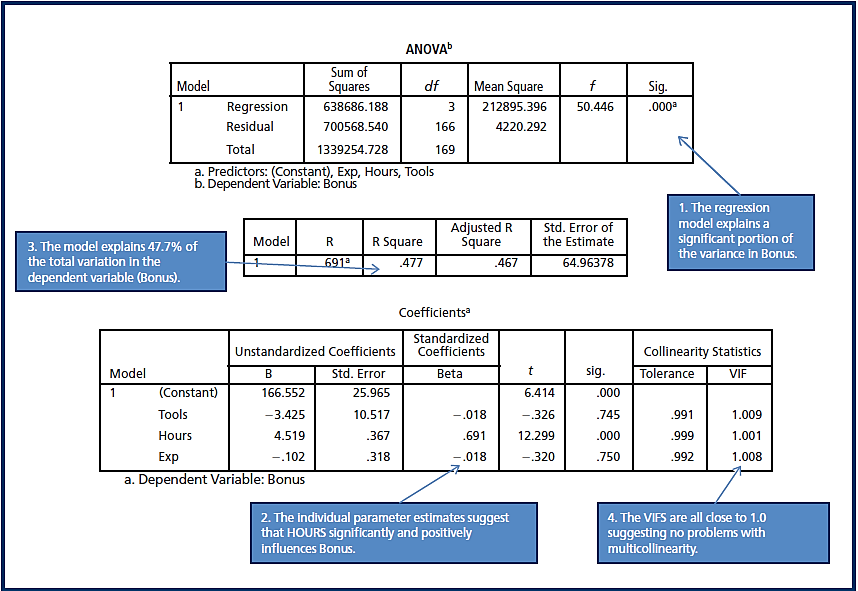 ANOVAb
Model Sum of Squares df Mean Square f Sig.
1 Regression 638686.188 3 212895.396 50.446 .000a
Residual 700568.540 166 4220.292
Total 1339254.728 169
a. Predictors: (Constant), Exp, Hours, Tools
b. Dependent Variable: Bonus
1. The regression
model explains a
significant portion of
the variance in Bonus.
3. The model explains 47.7% of
the total variation in the
dependent variable (Bonus).
Model R R Square Adjusted R Square Std. Error of the Estimate
1 691a .477 .467 64.96378
Coefficientsa
Model Unstandardized Coefficients Standardized Coefficients t sig. Collinearity Statistics
B Std. Error Beta Tolerance VIF
1 (Constant) 166.552 25.965 6.414 .000
Tools −3.425 10.517 −.018 −.326 .745 .991 1.009
Hours 4.519 .367 .691 12.299 .000 .999 1.001
Exp −.102 .318 −.018 −.320 .750 .992 1.008
a. Dependent Variable: Bonus
2. The individual parameter estimates suggest
that HOURS significantly and positively
influences Bonus.
4. The VIFS are all close to 1.0
suggesting no problems with
multicollinearity.